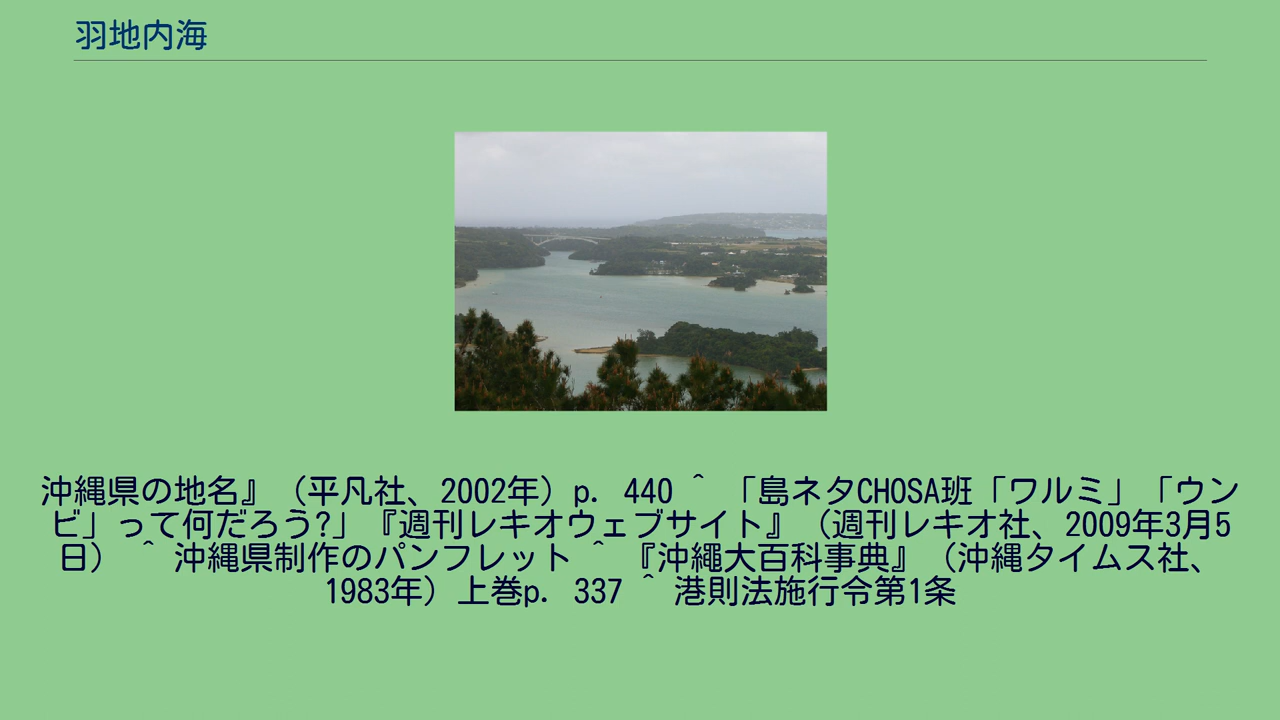 羽地内海
沖縄県の地名』（平凡社、2002年）p. 440 ^ 「島ネタCHOSA班「ワルミ」「ウン
ビ」って何だろう?」『週刊レキオウェブサイト』（週刊レキオ社、2009年3月5
日） ^ 沖縄県制作のパンフレット ^ 『沖繩大百科事典』（沖縄タイムス社、
1983年）上巻p. 337 ^ 港則法施行令第1条